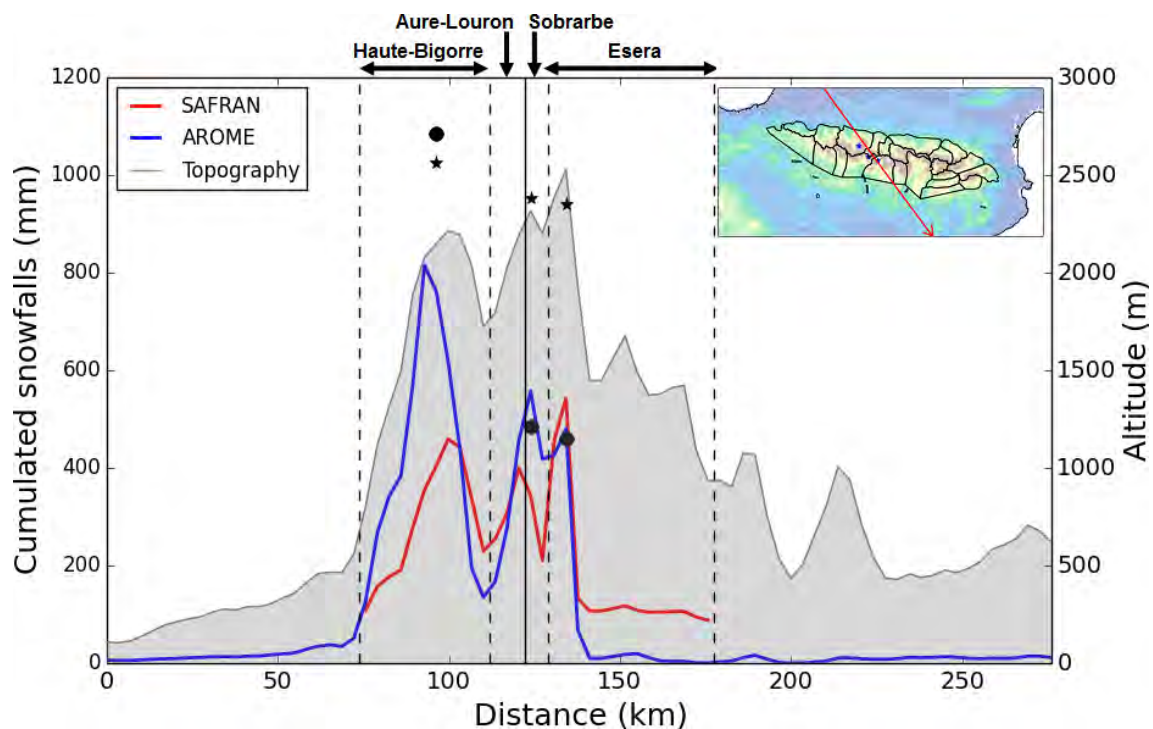 Aure-Louron Sobrarbe
Haute-Bigorre Esera
1200 3000
SAFRAN
AROME
Topography
1000 2500
800 2000
600 1500
400 1000
200 500
0 0
Cumulated snowfalls (mm)
Altitude (m)
0 50 100 150 200 250
Distance (km)